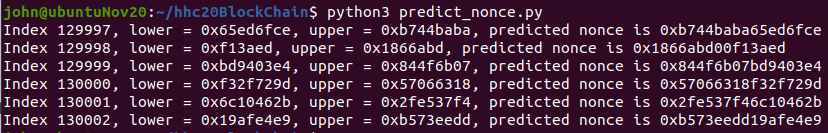 john@ubuntuNov20:~/hhc20BlockChain$ python3 predict_nonce.py
Index 129997, lower = 0x65ed6fce, upper = 0xb744baba, predicted nonce is 0xb744baba65ed6fce
Index 129998, lower = 0xf13aed, upper = 0x1866abd, predicted nonce is 0x1866abd00f13aed
Index 129999, lower = 0xbd9403e4, upper = 0x844f6b07, predicted nonce is 0x844f6b07bd9403e4
Index 130000, lower = 0xf32f729d, upper = 0x57066318, predicted nonce is 0x57066318f32f729d
Index 130001, lower = 0x6c10462b, upper = 0x2fe537f4, predicted nonce is 0x2fe537f46c10462b
Index 130002, lower = 0x19afe4e9, upper = 0xb573eedd, predicted nonce is 0xb573eedd19afe4e9